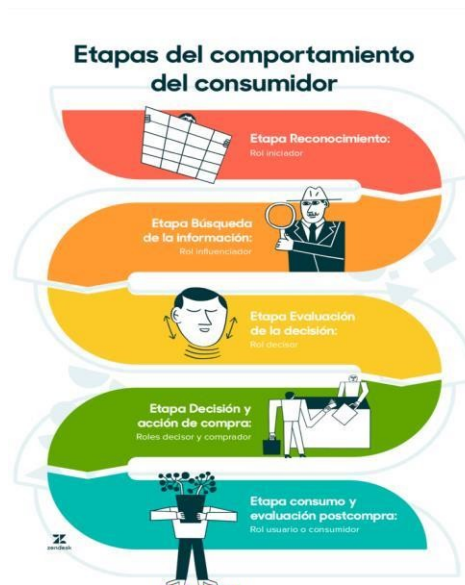 Etapas del comportamiento
del consumidor
Etapa Reconocimiento:
Rol iniciador
Etapa Búsqueda
de la información:
Rol influenciador
Etapa Evaluación
de la decisión:
Rol decisor
Etapa Decisión y
acción de compra:
Roles decisor y comprador
Etapa consumo y
evaluación postcompra:
Rol usuario o consumidor
zendesk